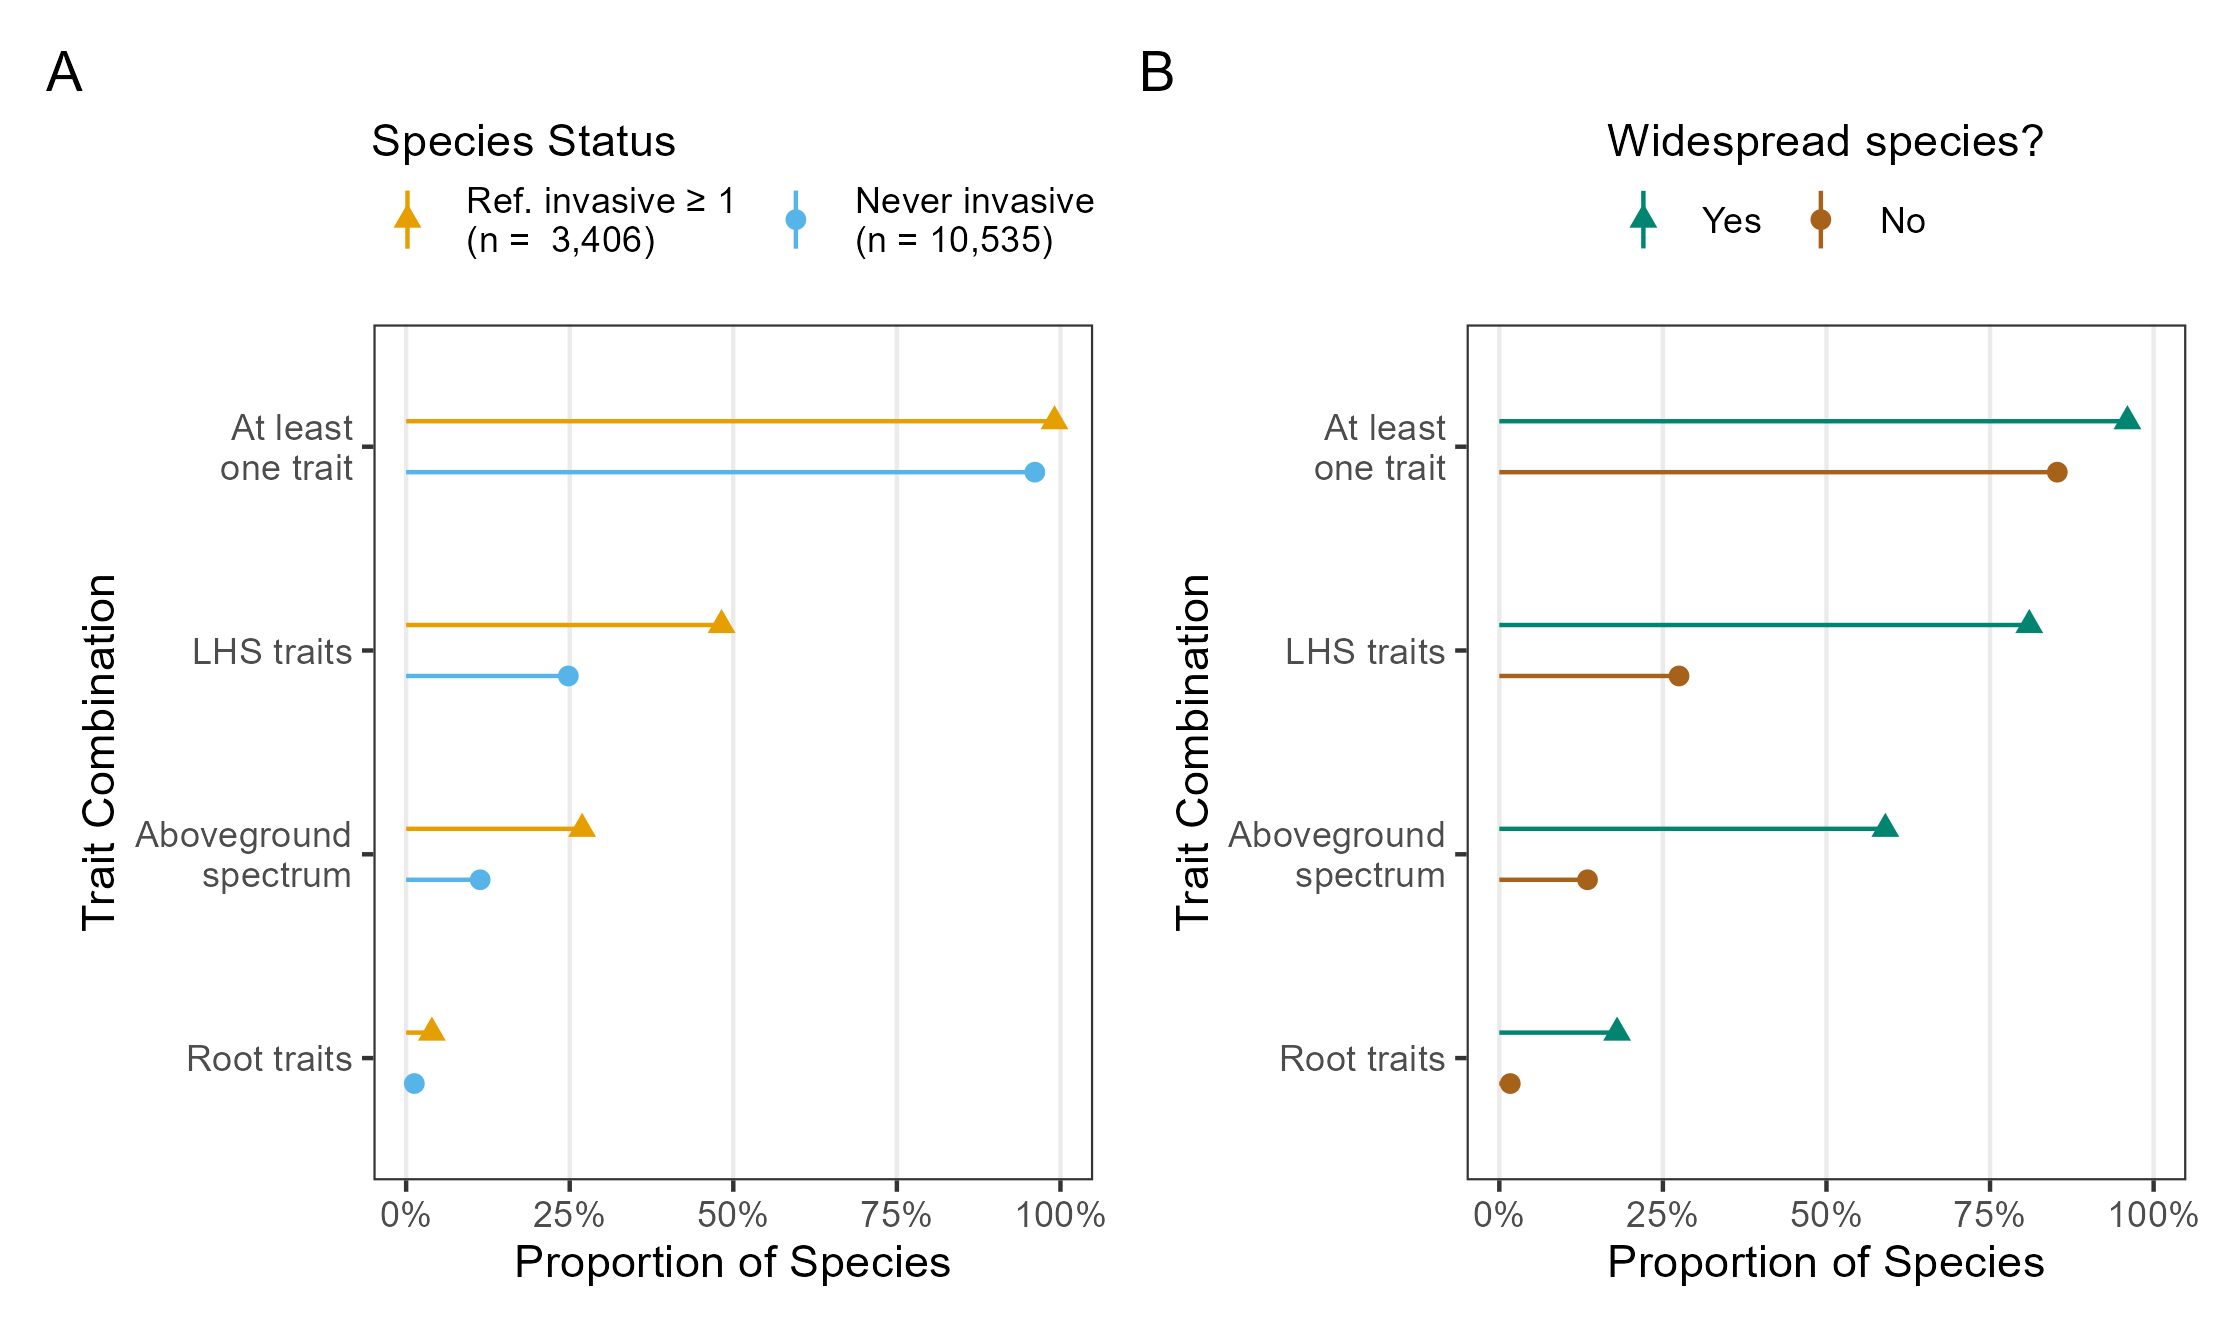 A
Species Status
Ref. invasive ≥ 1
(n =  3,406)
Never invasive
(n = 10,535)
Trait Combination
At least
one trait
LHS traits
Aboveground
spectrum
Root traits
0%
25%
50%
75%
100%
Proportion of Species
B
Widespread species?
Yes
No
Trait Combination
At least
one trait
LHS traits
Aboveground
spectrum
Root traits
0%
25%
50%
75%
100%
Proportion of Species